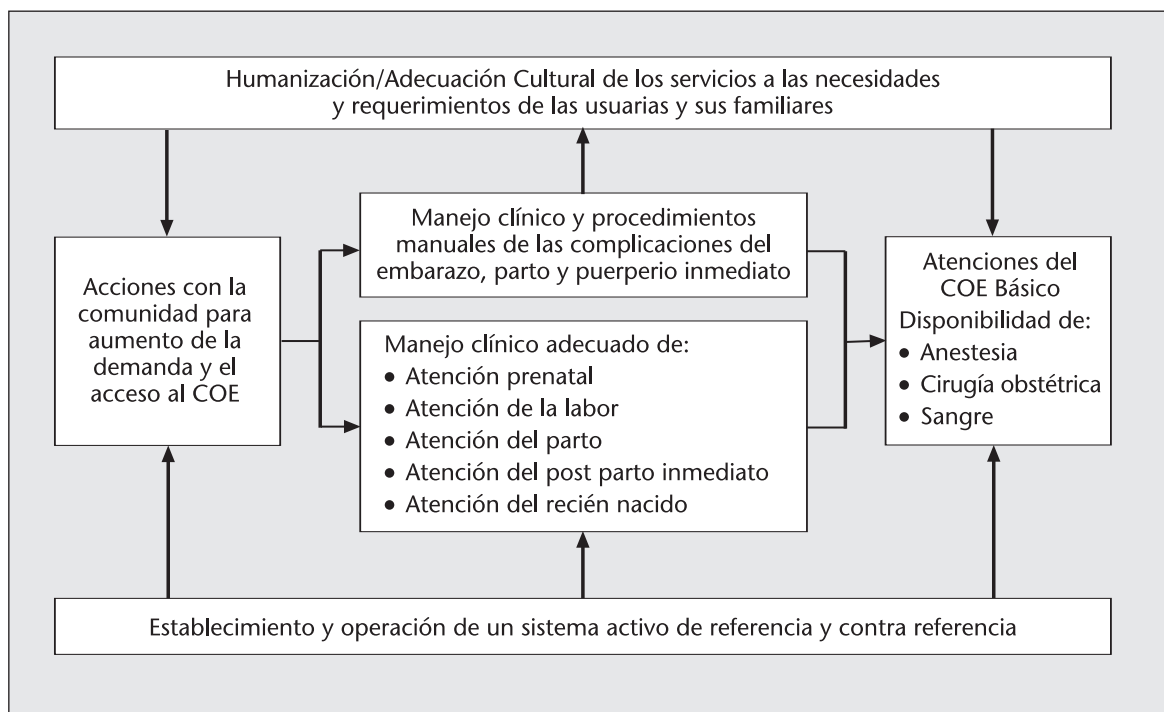 Humanización/Adecuación Cultural de los servicios a las necesidades
y requerimientos de las usuarias y sus familiares
Acciones con la
comunidad para
aumento de la
demanda y el
acceso al COE
Manejo clínico y procedimientos
manuales de las complicaciones del
embarazo, parto y puerperio inmediato
Manejo clínico adecuado de:
• Atención prenatal
• Atención de la labor
• Atención del parto
• Atención del post parto inmediato
• Atención del recién nacido
Atenciones del
COE Básico
Disponibilidad de:
• Anestesia
• Cirugía obstétrica
• Sangre
Establecimiento y operación de un sistema activo de referencia y contra referencia